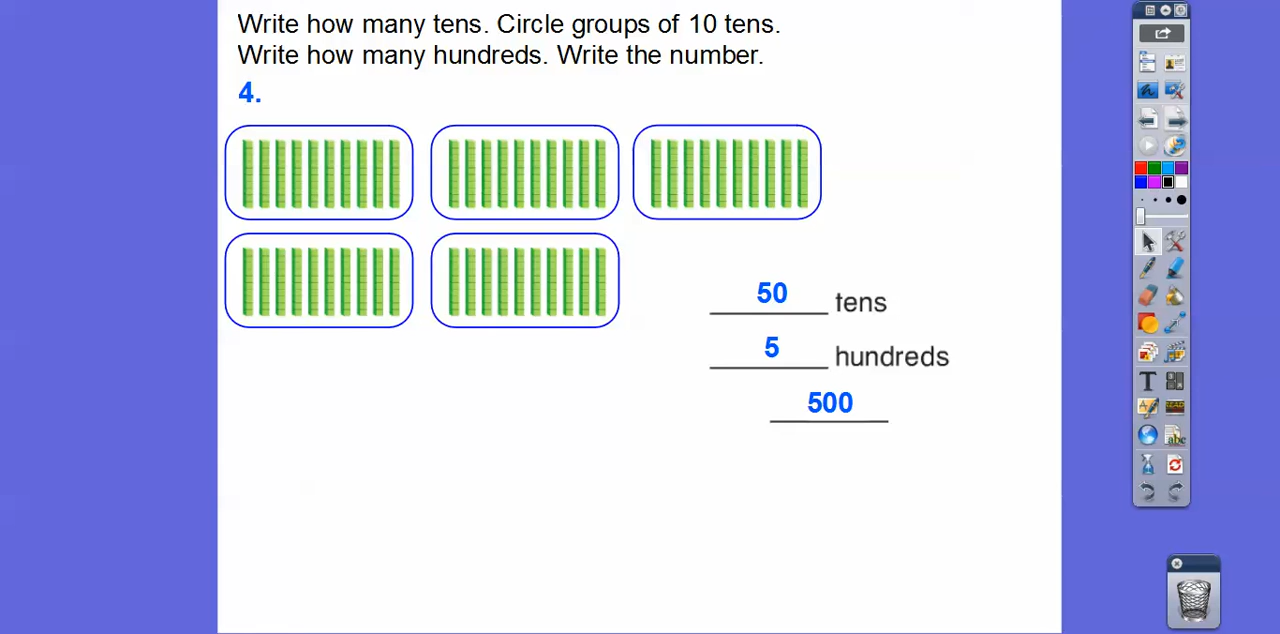 Write how many tens. Circle groups of 10 tens.
Write how many hundreds. Write the number.
4.
50 tens
5 hundreds
500